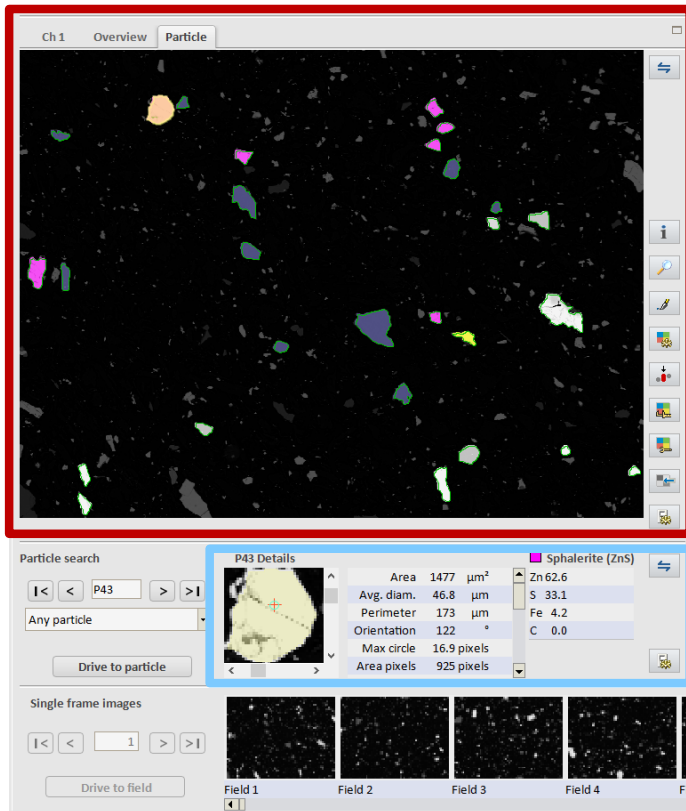 Ch 1 Overview Particle
Particle search
P43 Details
Sphalerite (ZnS)
|< < P43 > >|
Any particle
Drive to particle
Area 1477 µm²
Avg. diam. 46.8 µm
Perimeter 173 µm
Orientation 122 °
Max circle 16.9 pixels
Area pixels 925 pixels
Zn 62.6
S 33.1
Fe 4.2
C 0.0
Single frame images
|< < 1 > >|
Drive to field
Field 1 Field 2 Field 3 Field 4 F